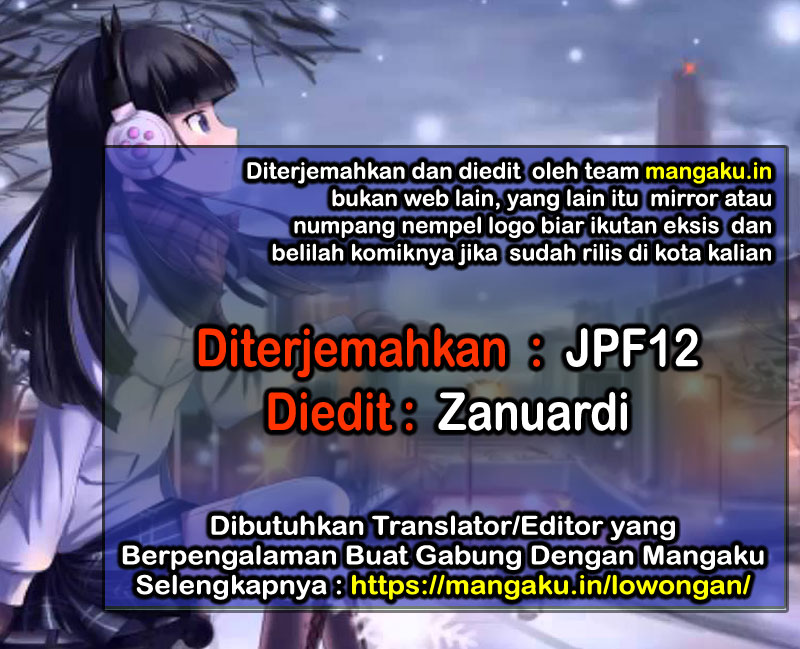 Diterjemahkan dan diedit oleh team mangaku.in
bukan web lain, yang lain itu mirror atau
numpang nempel logo biar ikutan eksis dan
belilah komiknya jika sudah rilis di kota kalian
Diterjemahkan : JPF12
Diedit : Zanuardi
Dibutuhkan Translator/Editor yang
Berpengalaman Buat Gabung Dengan Mangaku
Selengkapnya : https://mangaku.in/lowongan/